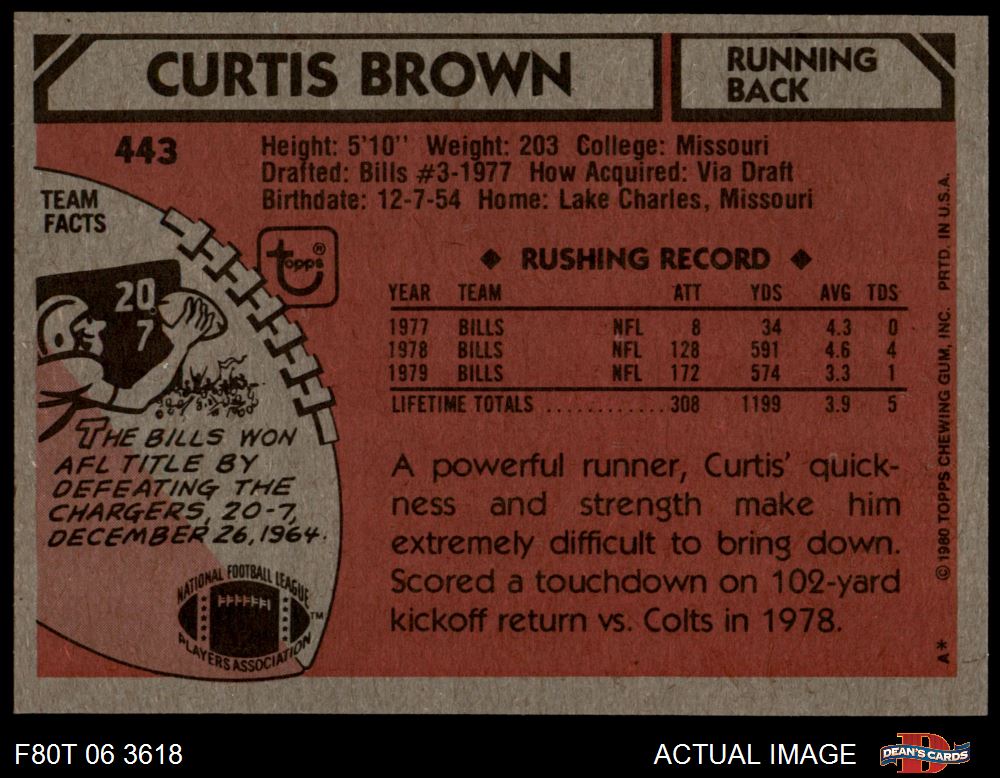 CURTIS BROWN
RUNNING
BACK
443
Height: 5'10" Weight: 203 College: Missouri
Drafted: Bills #3-1977 How Acquired: Via Draft
Birthdate: 12-7-54 Home: Lake Charles, Missouri
TEAM
FACTS
topps®
20
7
THE BILLS WON
AFL TITLE BY
DEFEATING THE
CHARGERS, 20-7,
DECEMBER 26, 1964.
NATIONAL FOOTBALL LEAGUE
PLAYERS ASSOCIATION
TM
◆ RUSHING RECORD ◆
YEAR TEAM ATT YDS AVG TDS
1977 BILLS NFL 8 34 4.3 0
1978 BILLS NFL 128 591 4.6 4
1979 BILLS NFL 172 574 3.3 1
LIFETIME TOTALS ............ 308 1199 3.9 5
A powerful runner, Curtis' quick-
ness and strength make him
extremely difficult to bring down.
Scored a touchdown on 102-yard
kickoff return vs. Colts in 1978.
A* © 1980 TOPPS CHEWING GUM, INC. PRTD. IN U.S.A.
F80T 06 3618
ACTUAL IMAGE
D
DEAN'S CARDS